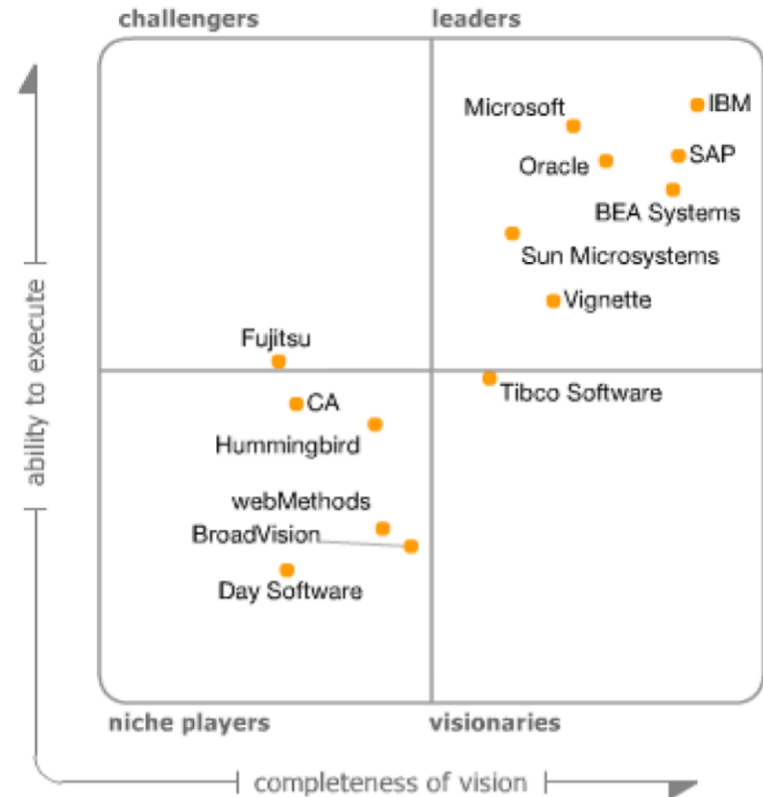 challengers
leaders
Microsoft
IBM
Oracle
SAP
BEA Systems
Sun Microsystems
Vignette
Fujitsu
Tibco Software
CA
Hummingbird
webMethods
BroadVision
Day Software
niche players
visionaries
ability to execute
completeness of vision